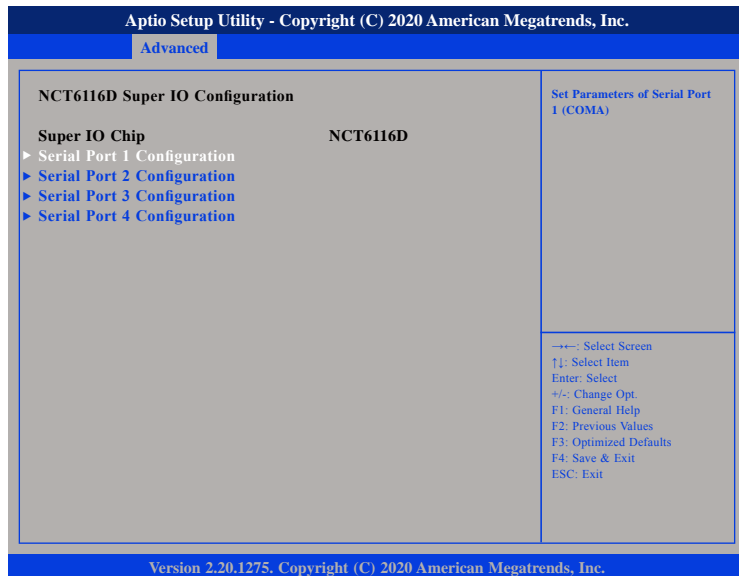 Aptio Setup Utility - Copyright (C) 2020 American Megatrends, Inc.
Advanced
NCT6116D Super IO Configuration
Super IO Chip NCT6116D
▶ Serial Port 1 Configuration
▶ Serial Port 2 Configuration
▶ Serial Port 3 Configuration
▶ Serial Port 4 Configuration
Set Parameters of Serial Port
1 (COMA)
→←: Select Screen
↑↓: Select Item
Enter: Select
+/-: Change Opt.
F1: General Help
F2: Previous Values
F3: Optimized Defaults
F4: Save & Exit
ESC: Exit
Version 2.20.1275. Copyright (C) 2020 American Megatrends, Inc.